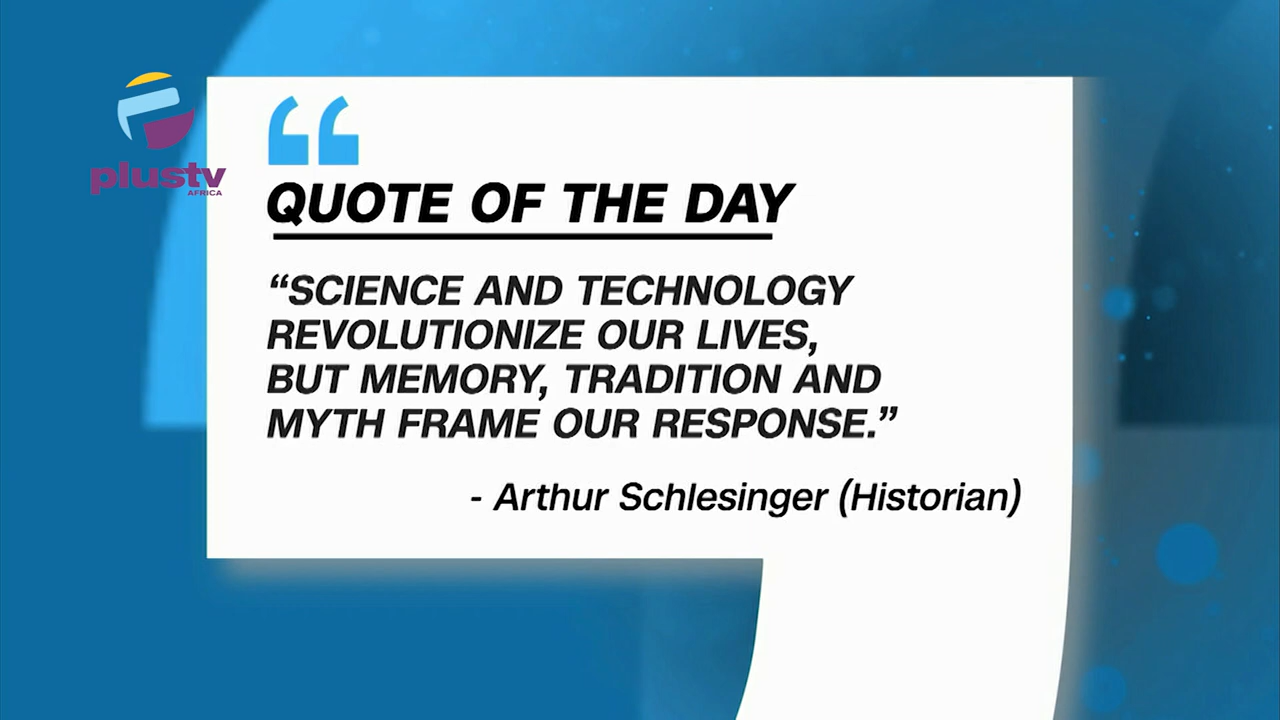 plustv
AFRICA
QUOTE OF THE DAY
“SCIENCE AND TECHNOLOGY
REVOLUTIONIZE OUR LIVES,
BUT MEMORY, TRADITION AND
MYTH FRAME OUR RESPONSE.”
- Arthur Schlesinger (Historian)